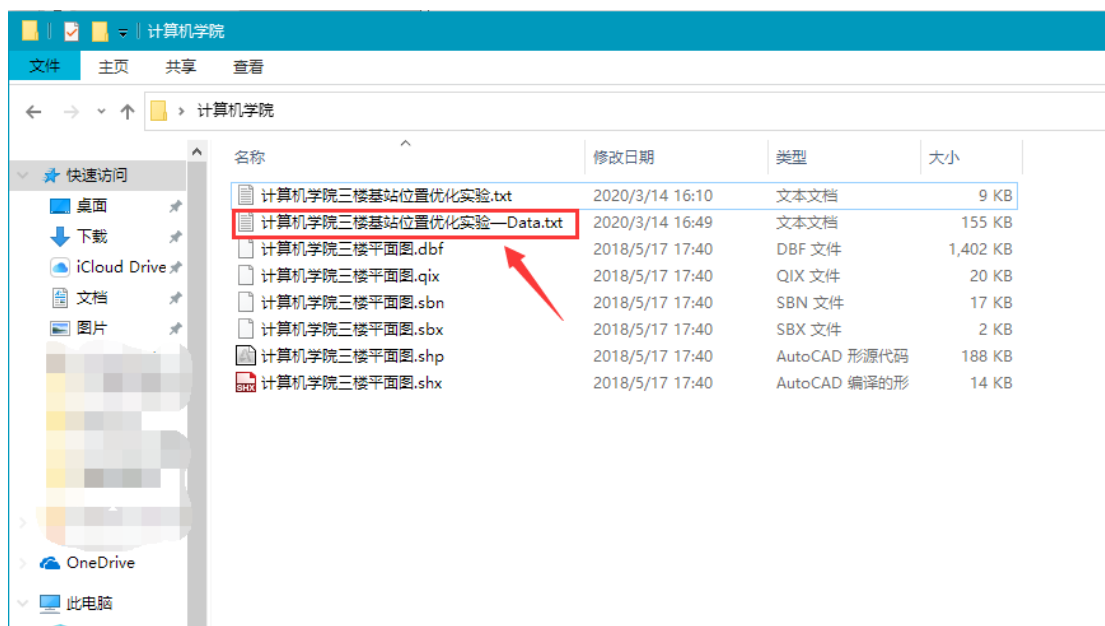 计算机学院
文件 主页 共享 查看
计算机学院
名称 修改日期 类型 大小
快速访问
桌面
下载
iCloud Drive
文档
图片
OneDrive
此电脑
计算机学院三楼基站位置优化实验.txt 2020/3/14 16:10 文本文档 9 KB
计算机学院三楼基站位置优化实验—Data.txt 2020/3/14 16:49 文本文档 155 KB
计算机学院三楼平面图.dbf 2018/5/17 17:40 DBF 文件 1,402 KB
计算机学院三楼平面图.qix 2018/5/17 17:40 QIX 文件 20 KB
计算机学院三楼平面图.sbn 2018/5/17 17:40 SBN 文件 17 KB
计算机学院三楼平面图.sbx 2018/5/17 17:40 SBX 文件 2 KB
计算机学院三楼平面图.shp 2018/5/17 17:40 AutoCAD 形源代码 188 KB
SHX 计算机学院三楼平面图.shx 2018/5/17 17:40 AutoCAD 编译的形 14 KB